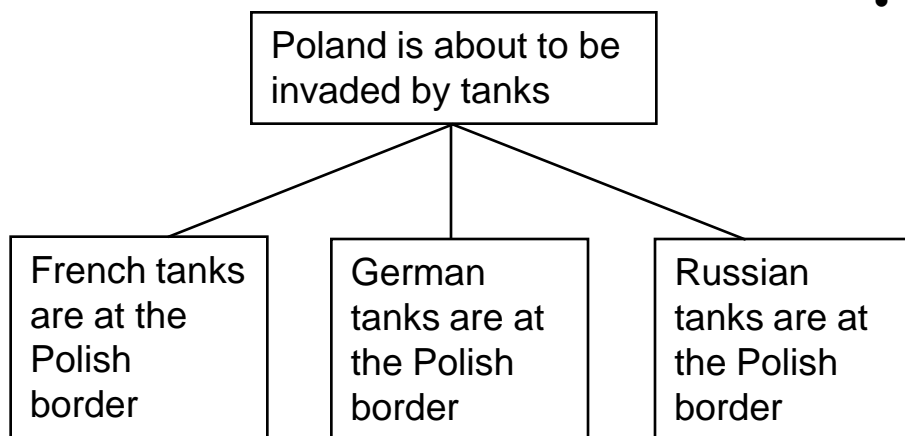 Poland is about to be
invaded by tanks
French tanks
are at the
Polish
border
German
tanks are at
the Polish
border
Russian
tanks are at
the Polish
border